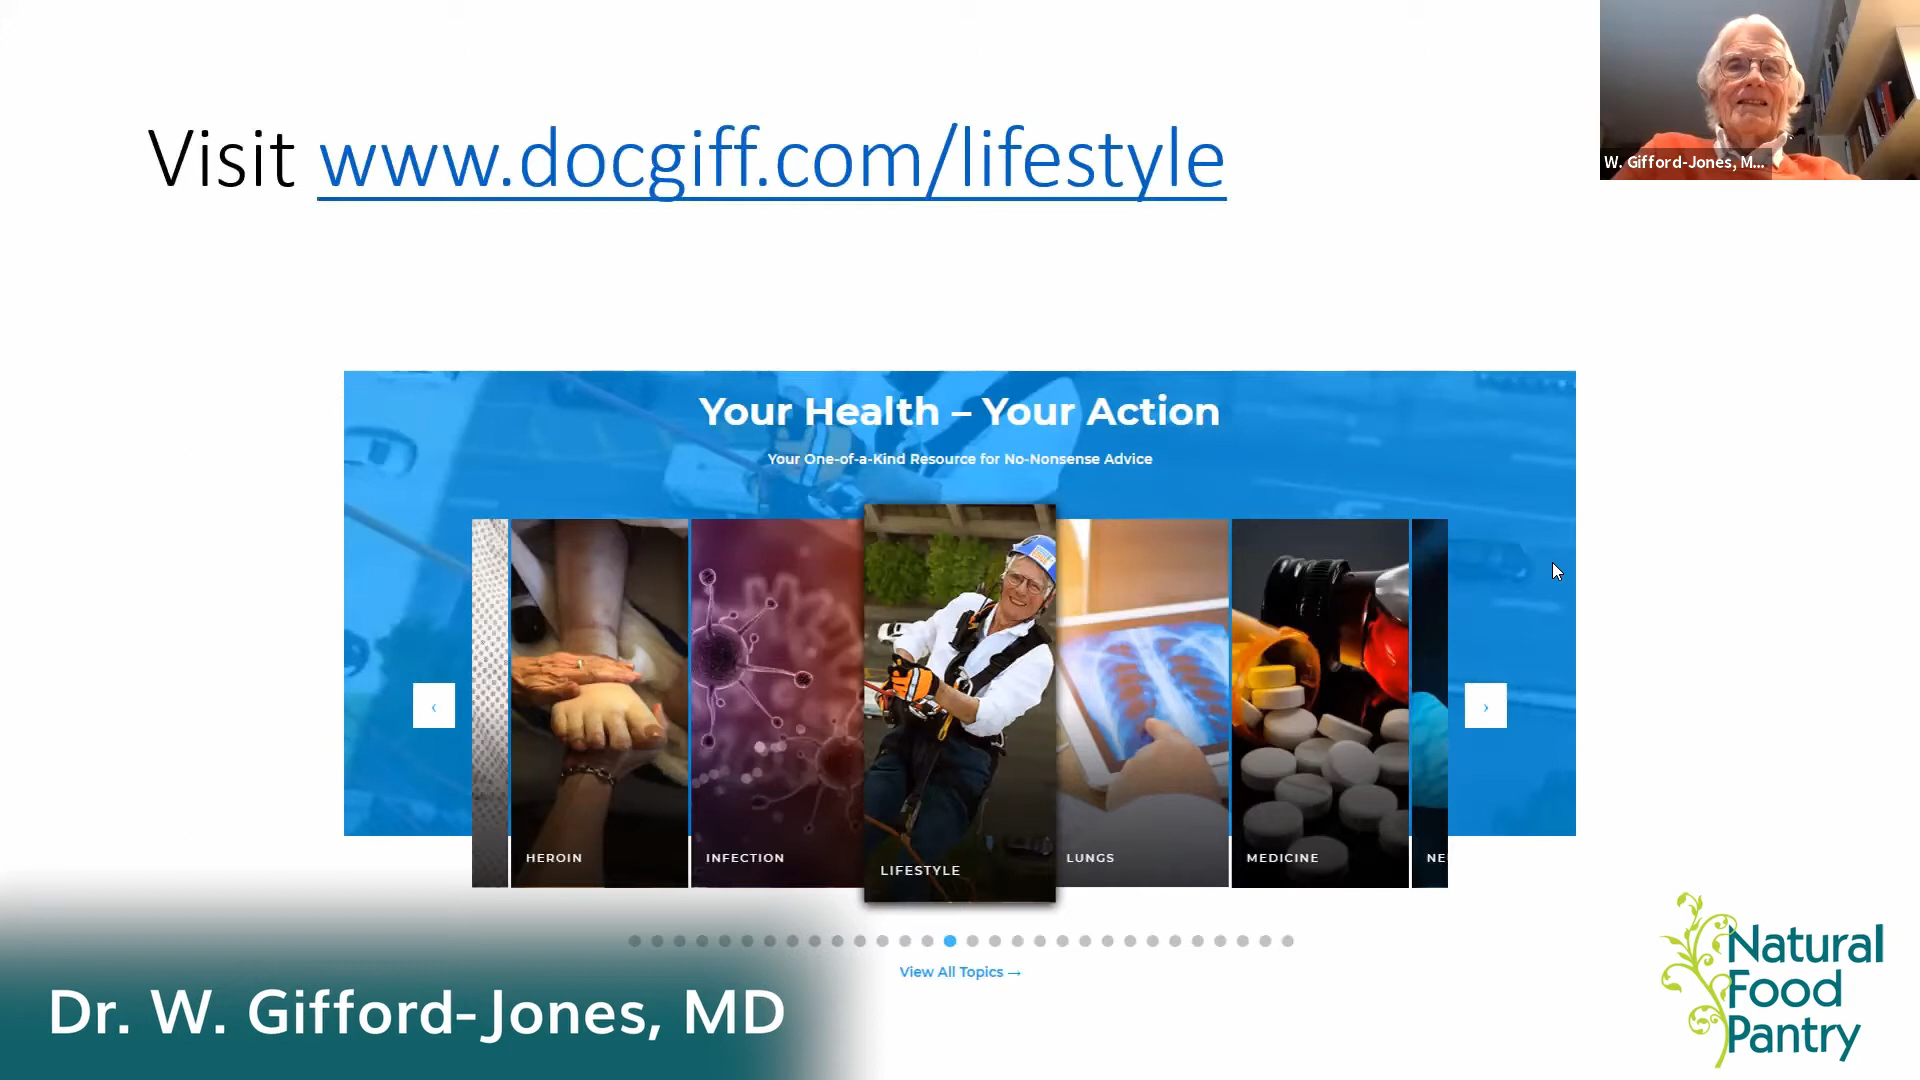 Visit www.docgiff.com/lifestyle
W. Gifford-Jones, M...
Your Health – Your Action
Your One-of-a-Kind Resource for No-Nonsense Advice
‹
›
HEROIN
INFECTION
LIFESTYLE
LUNGS
MEDICINE
NE
View All Topics →
Dr. W. Gifford-Jones, MD
Natural
Food
Pantry